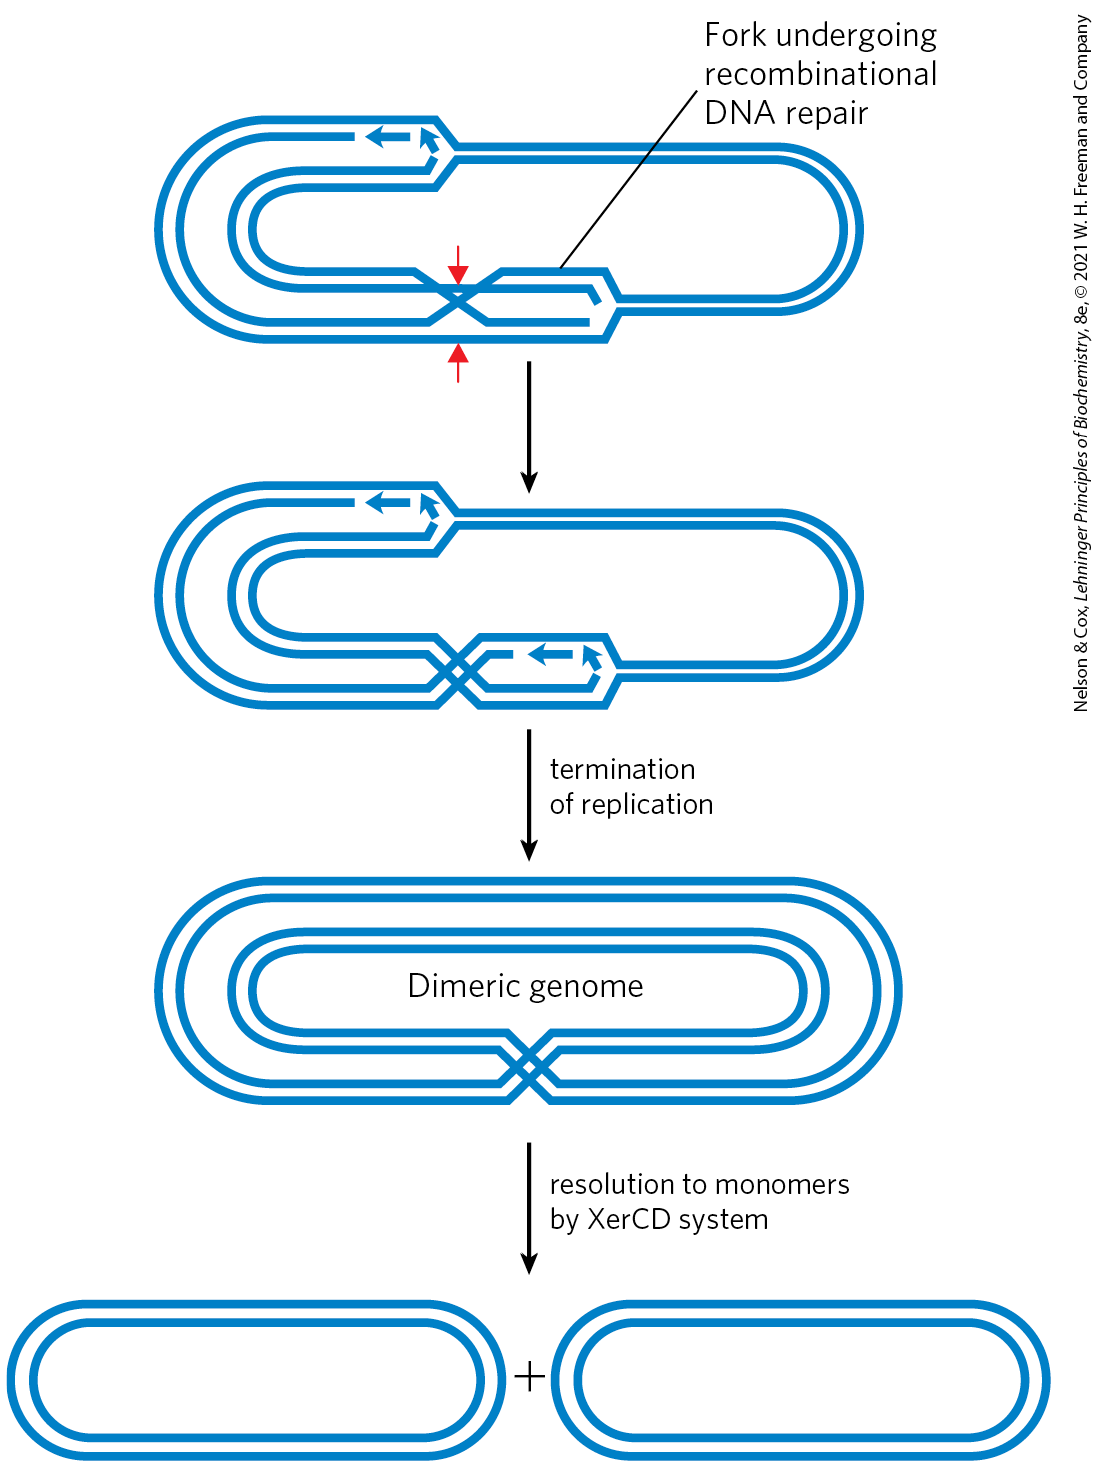 Fork undergoing
recombinational
DNA repair
termination
of replication
Dimeric genome
resolution to monomers
by XerCD system
+
Nelson & Cox, Lehninger Principles of Biochemistry, 8e, © 2021 W. H. Freeman and Company